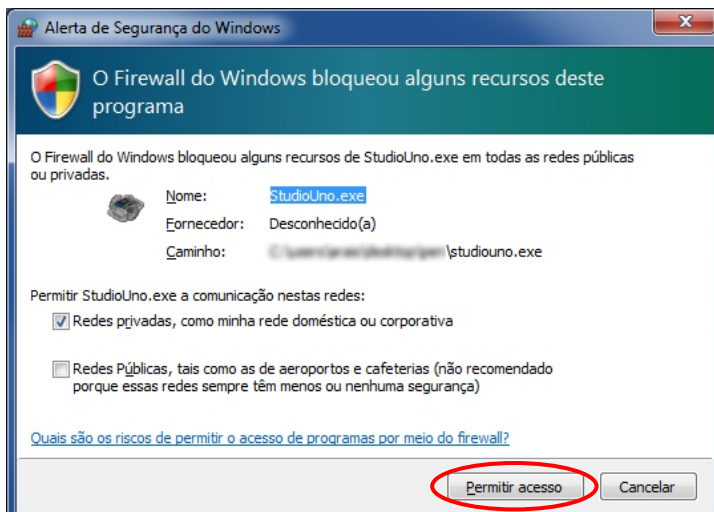 Alerta de Segurança do Windows
O Firewall do Windows bloqueou alguns recursos deste
programa
O Firewall do Windows bloqueou alguns recursos de StudioUno.exe em todas as redes públicas
ou privadas.
Nome: StudioUno.exe
Fornecedor: Desconhecido(a)
Caminho: \studiouno.exe
Permitir StudioUno.exe a comunicação nestas redes:
Redes privadas, como minha rede doméstica ou corporativa
Redes Públicas, tais como as de aeroportos e cafeterias (não recomendado
porque essas redes sempre têm menos ou nenhuma segurança)
Quais são os riscos de permitir o acesso de programas por meio do firewall?
Permitir acesso Cancelar